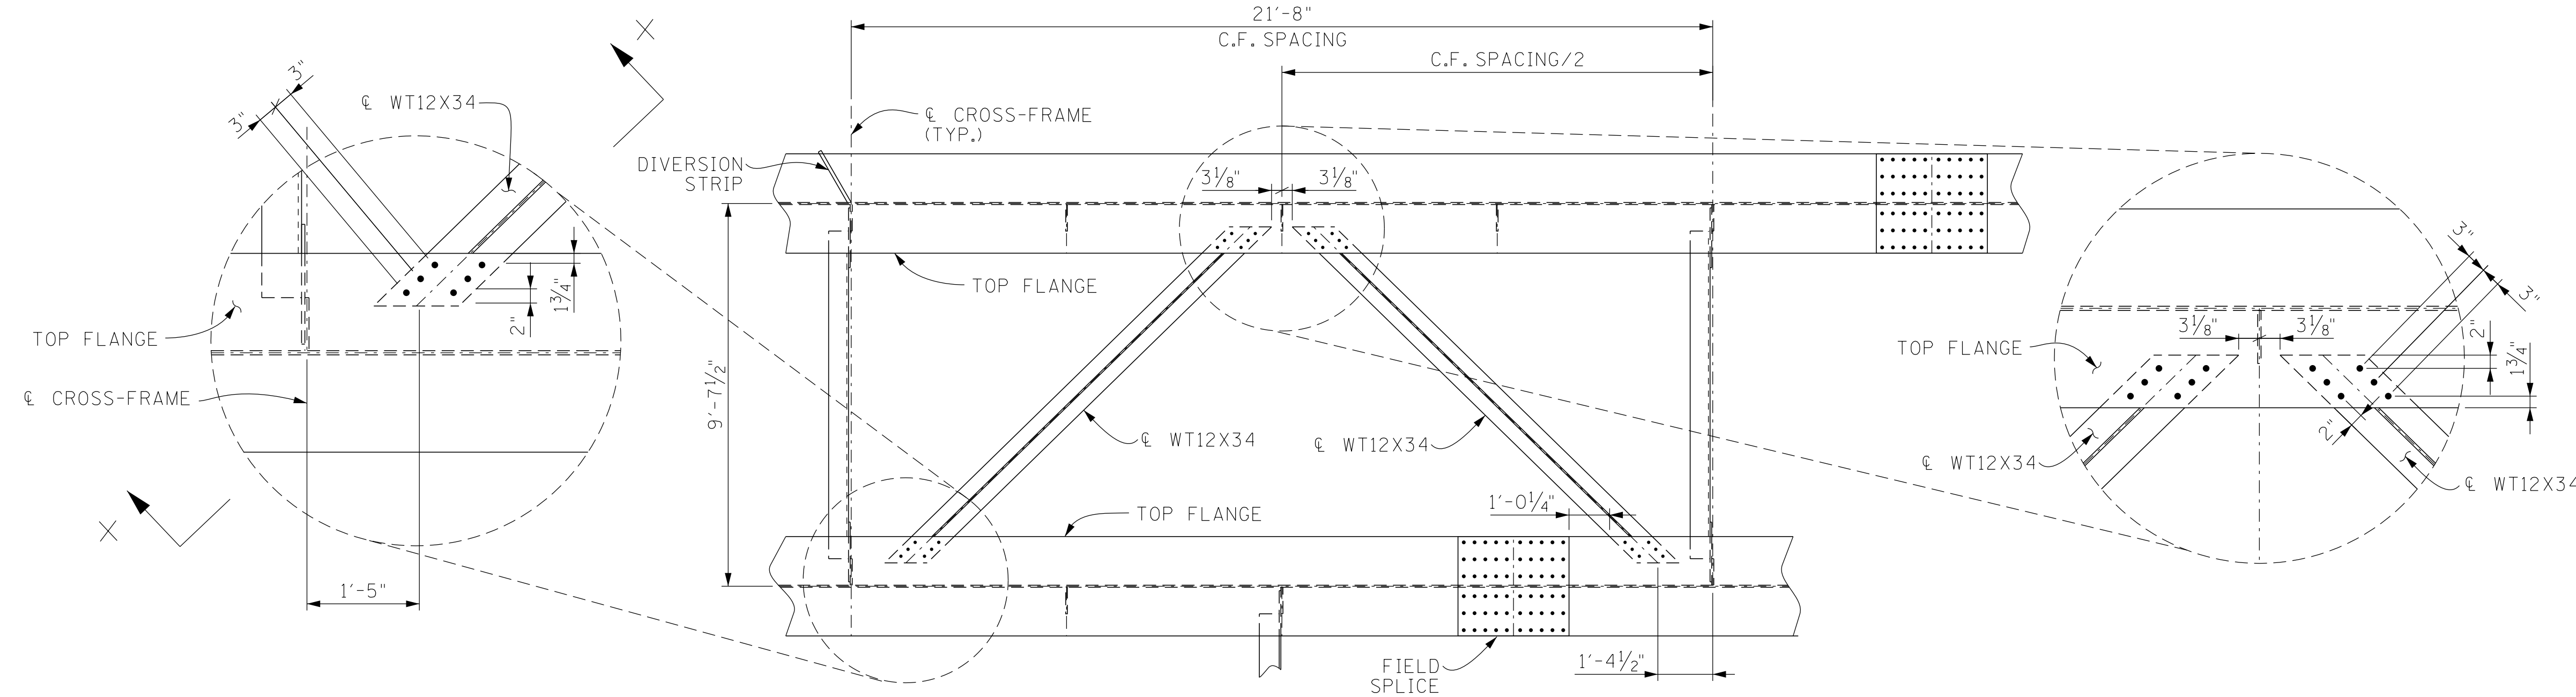 21'-8"
C.F. SPACING
C.F. SPACING/2
X
3"
3"
℄ WT12X34
℄ CROSS-FRAME
(TYP.)
DIVERSION
STRIP
3⅛"
3⅛"
TOP FLANGE
1¾"
2"
TOP FLANGE
℄ CROSS-FRAME
X
1'-5"
9'-7½"
℄ WT12X34
℄ WT12X34
TOP FLANGE
1'-0¼"
FIELD
SPLICE
1'-4½"
3"
3"
3⅛"
3⅛"
2"
1¾"
TOP FLANGE
2"
℄ WT12X34
℄ WT12X34